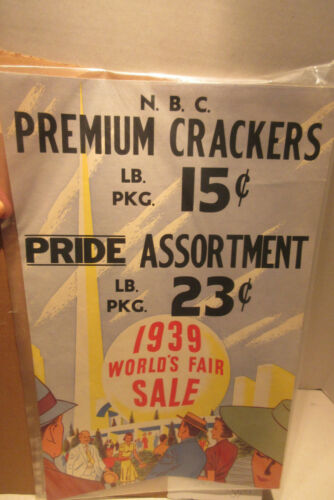 N. B. C.
PREMIUM CRACKERS
LB.
PKG. 15¢
PRIDE ASSORTMENT
LB.
PKG. 23¢
1939
WORLD'S FAIR
SALE